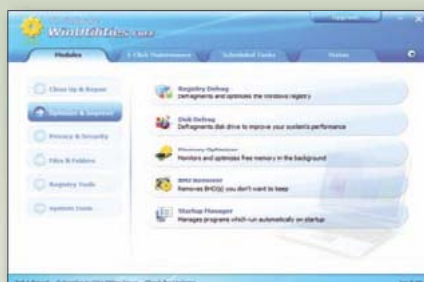 WinUtilities
Modules
1-Click Maintenance
Scheduled Tasks
Status
Clean Up & Repair
Optimize & Improve
Privacy & Security
Files & Folders
Registry Tools
System Tools
Registry Defrag
Defragments and optimizes the Windows registry
Disk Defrag
Defragments disk drive to improve your system's performance
Memory Optimizer
Monitors and optimizes free memory in the background
BHO Remover
Removes BHO(s) you don't want to keep
Startup Manager
Manages programs which run automatically on startup